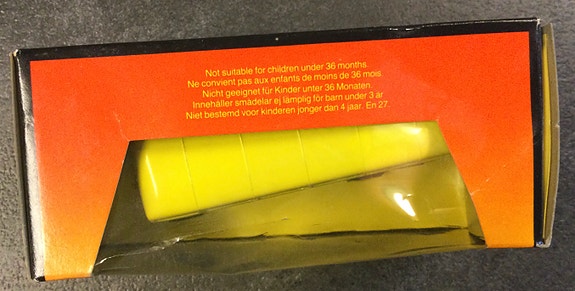 Not suitable for children under 36 months.
Ne convient pas aux enfants de moins de 36 mois.
Nicht geeignet für Kinder unter 36 Monaten.
Innehåller smådelar ej lämplig för barn under 3 år
Niet bestemd voor kinderen jonger dan 4 jaar. En 27.